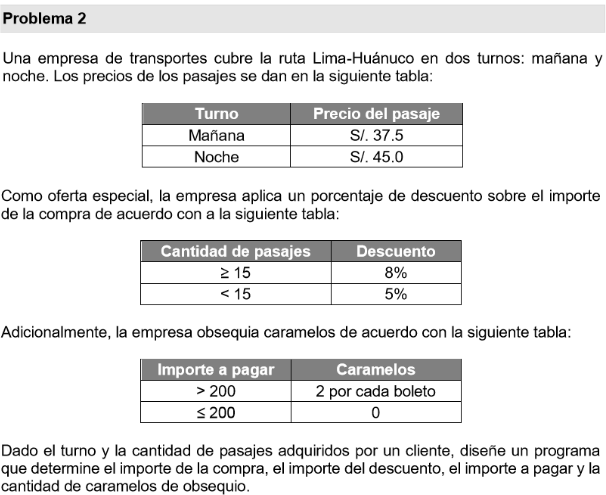 Problema 2
Una empresa de transportes cubre la ruta Lima-Huánuco en dos turnos: mañana y
noche. Los precios de los pasajes se dan en la siguiente tabla:
Turno Precio del pasaje
Mañana S/. 37.5
Noche S/. 45.0
Como oferta especial, la empresa aplica un porcentaje de descuento sobre el importe
de la compra de acuerdo con a la siguiente tabla:
Cantidad de pasajes Descuento
≥ 15 8%
< 15 5%
Adicionalmente, la empresa obsequia caramelos de acuerdo con la siguiente tabla:
Importe a pagar Caramelos
> 200 2 por cada boleto
≤ 200 0
Dado el turno y la cantidad de pasajes adquiridos por un cliente, diseñe un programa
que determine el importe de la compra, el importe del descuento, el importe a pagar y la
cantidad de caramelos de obsequio.